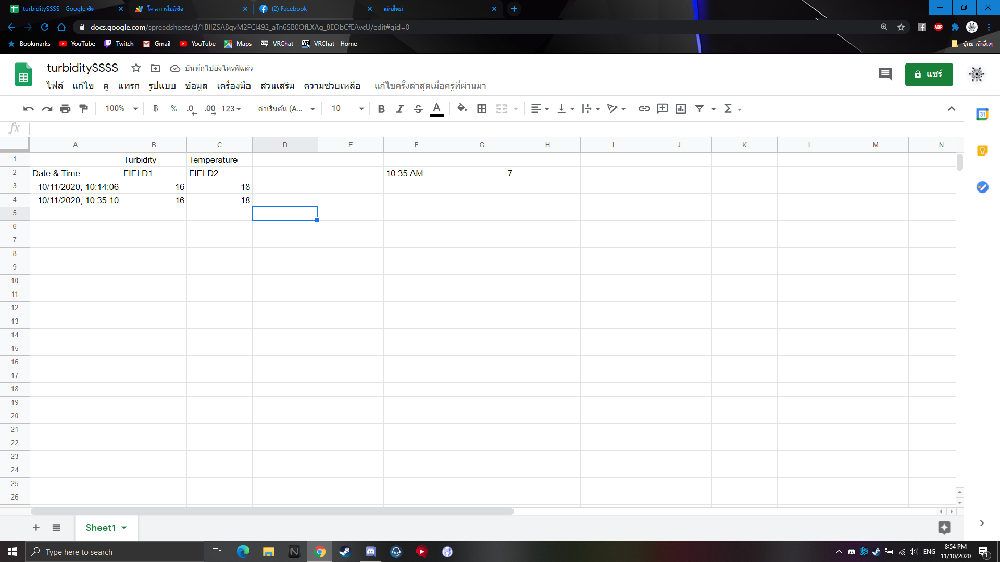 turbiditySSSS - Google ชีต
โครงการไม่มีชื่อ
(2) Facebook
แท็บใหม่
docs.google.com/spreadsheets/d/1BIlZSA8qvM2FCl492_aTn6SB0OfLXAg_8EObCfEAvcU/edit#gid=0
Bookmarks YouTube Twitch Gmail YouTube Maps VRChat VRChat - Home บุ๊กมาร์กอื่นๆ
turbiditySSSS บันทึกไปยังไดรฟ์แล้ว
แชร์
ไฟล์ แก้ไข ดู แทรก รูปแบบ ข้อมูล เครื่องมือ ส่วนเสริม ความช่วยเหลือ แก้ไขครั้งล่าสุดเมื่อครู่ที่ผ่านมา
100% ฿ % .0 .00 123 ค่าเริ่มต้น (A... 10 B I S A Σ
fx
A B C D E F G H I J K L M N
1 Turbidity Temperature
2 Date & Time FIELD1 FIELD2 10:35 AM 7
3 10/11/2020, 10:14:06 16 18
4 10/11/2020, 10:35:10 16 18
5
6
7
8
9
10
11
12
13
14
15
16
17
18
19
20
21
22
23
24
25
26
31
Sheet1
Type here to search
ENG
8:54 PM
11/10/2020
1